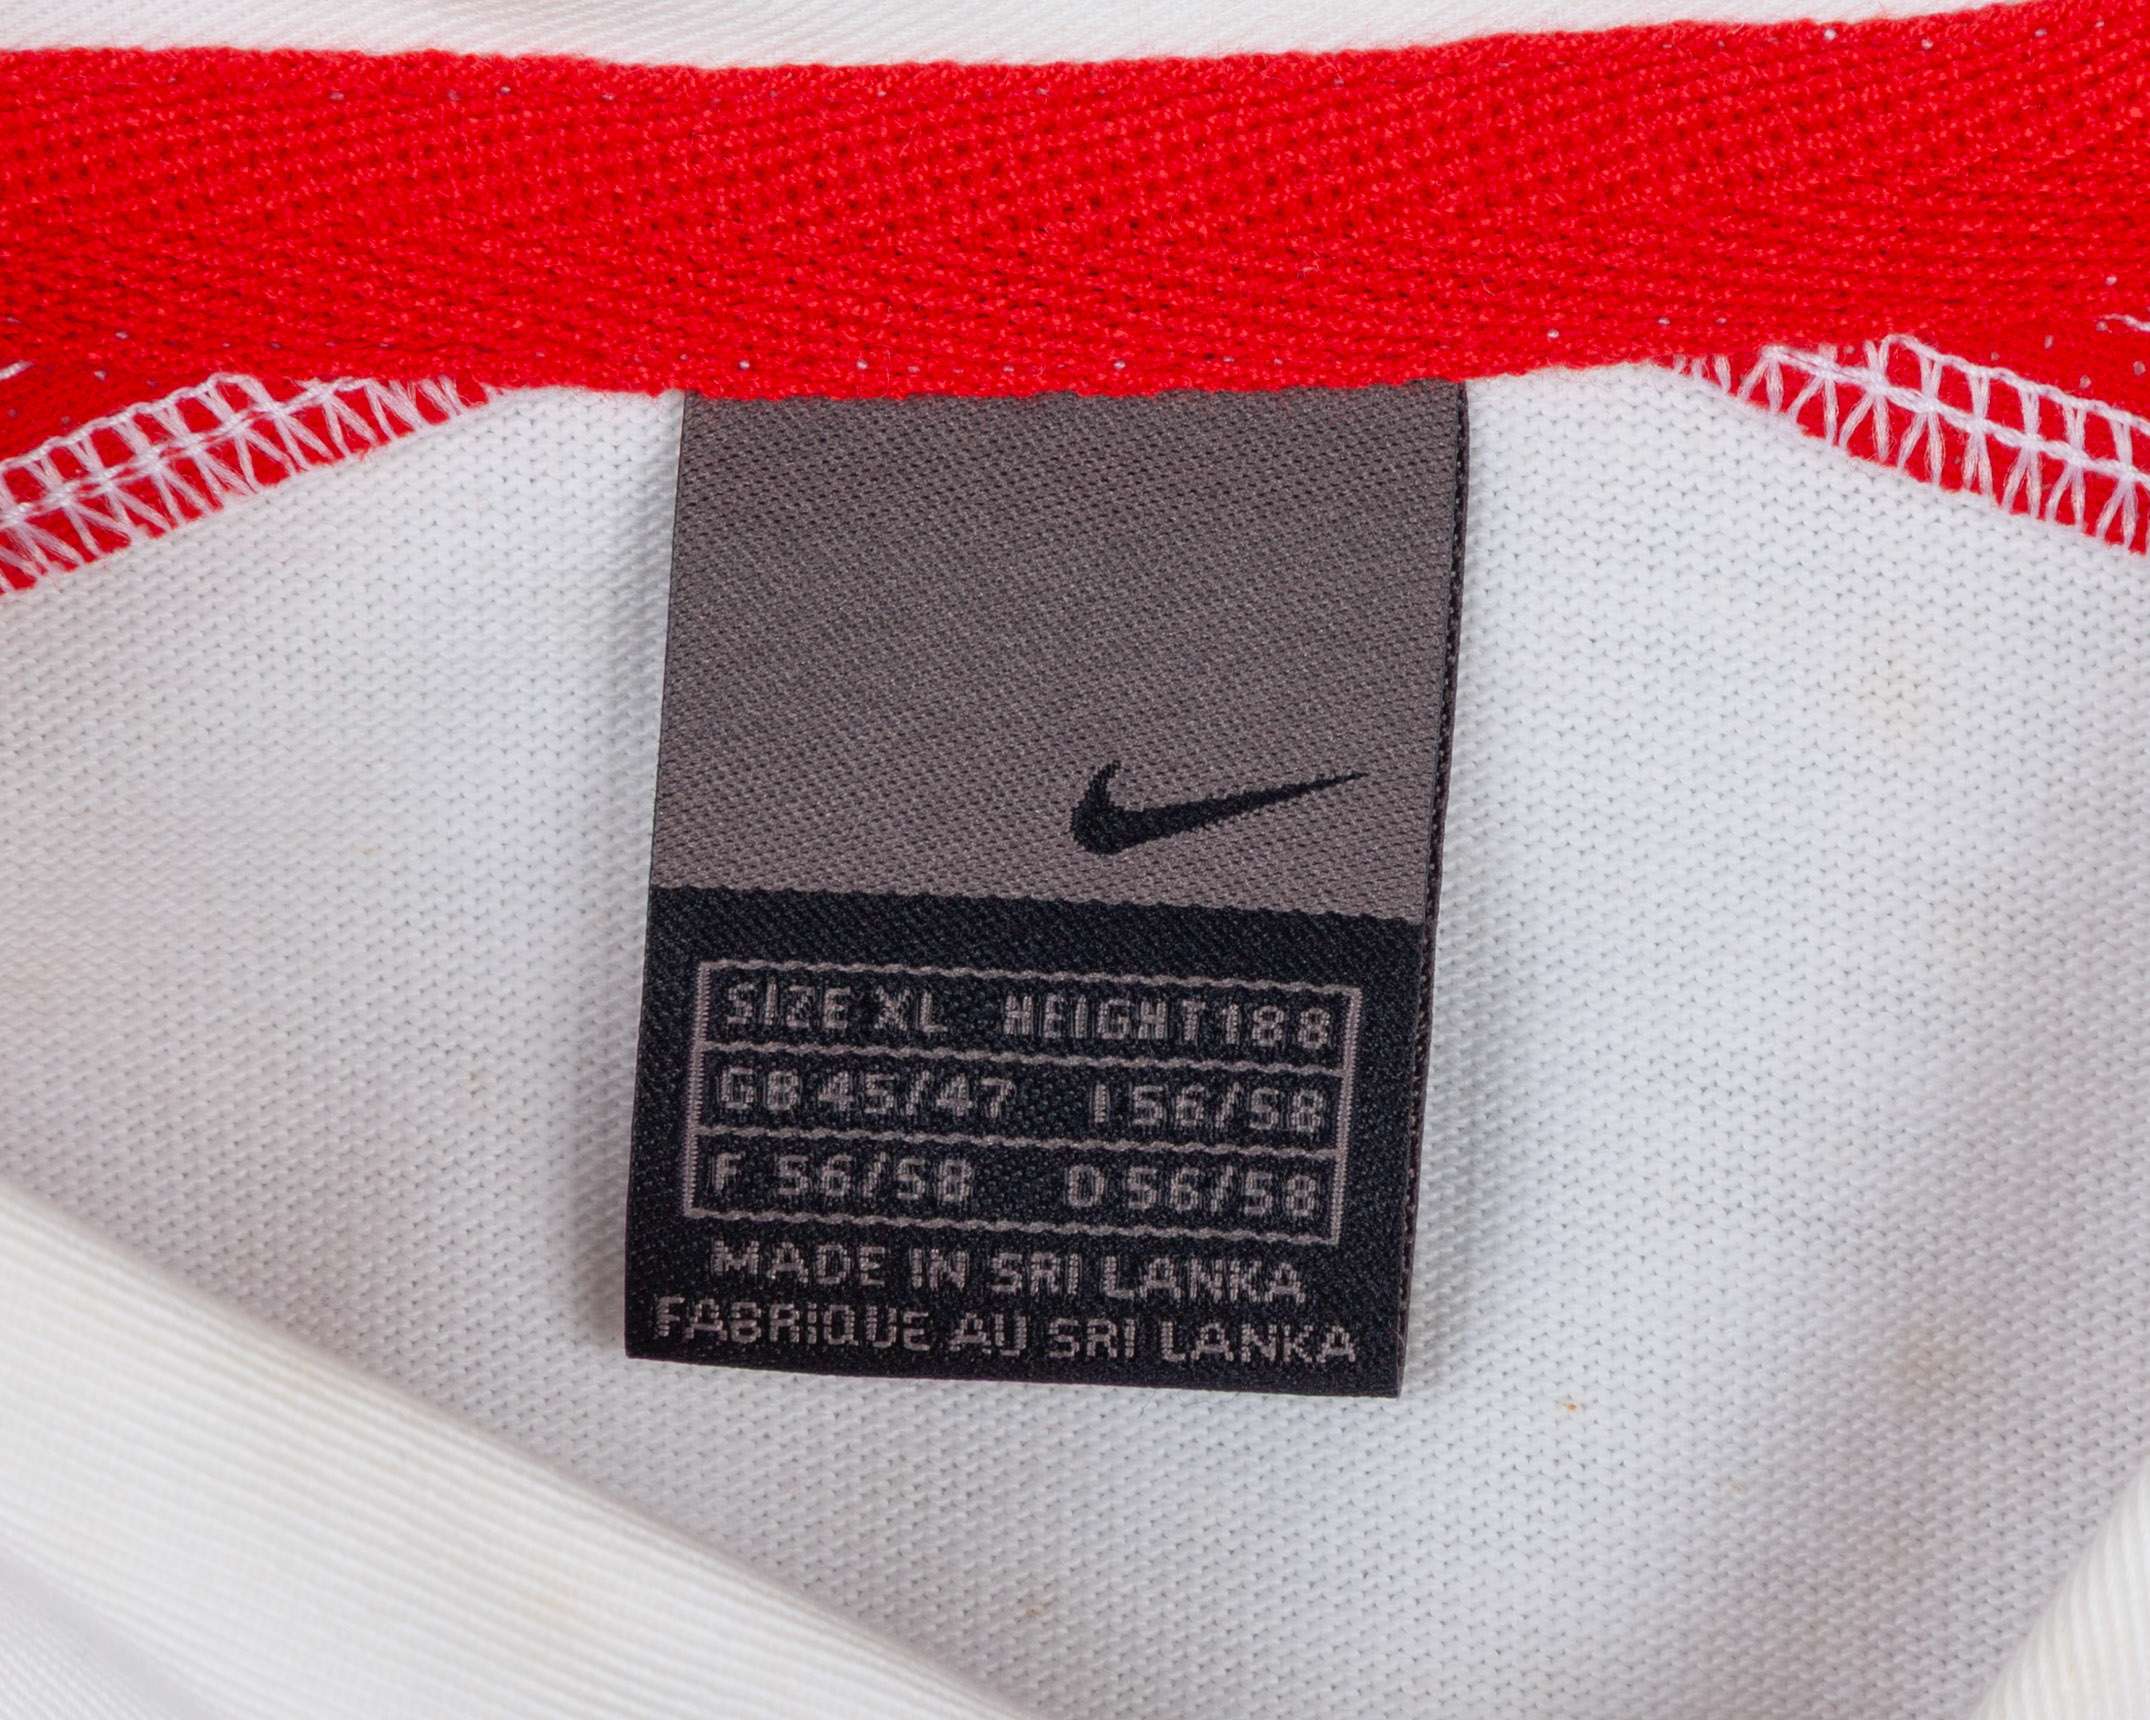 SIZE XL HEIGHT 188
GB 45/47 I 56/58
F 56/58 D 56/58
MADE IN SRI LANKA
FABRIQUE AU SRI LANKA